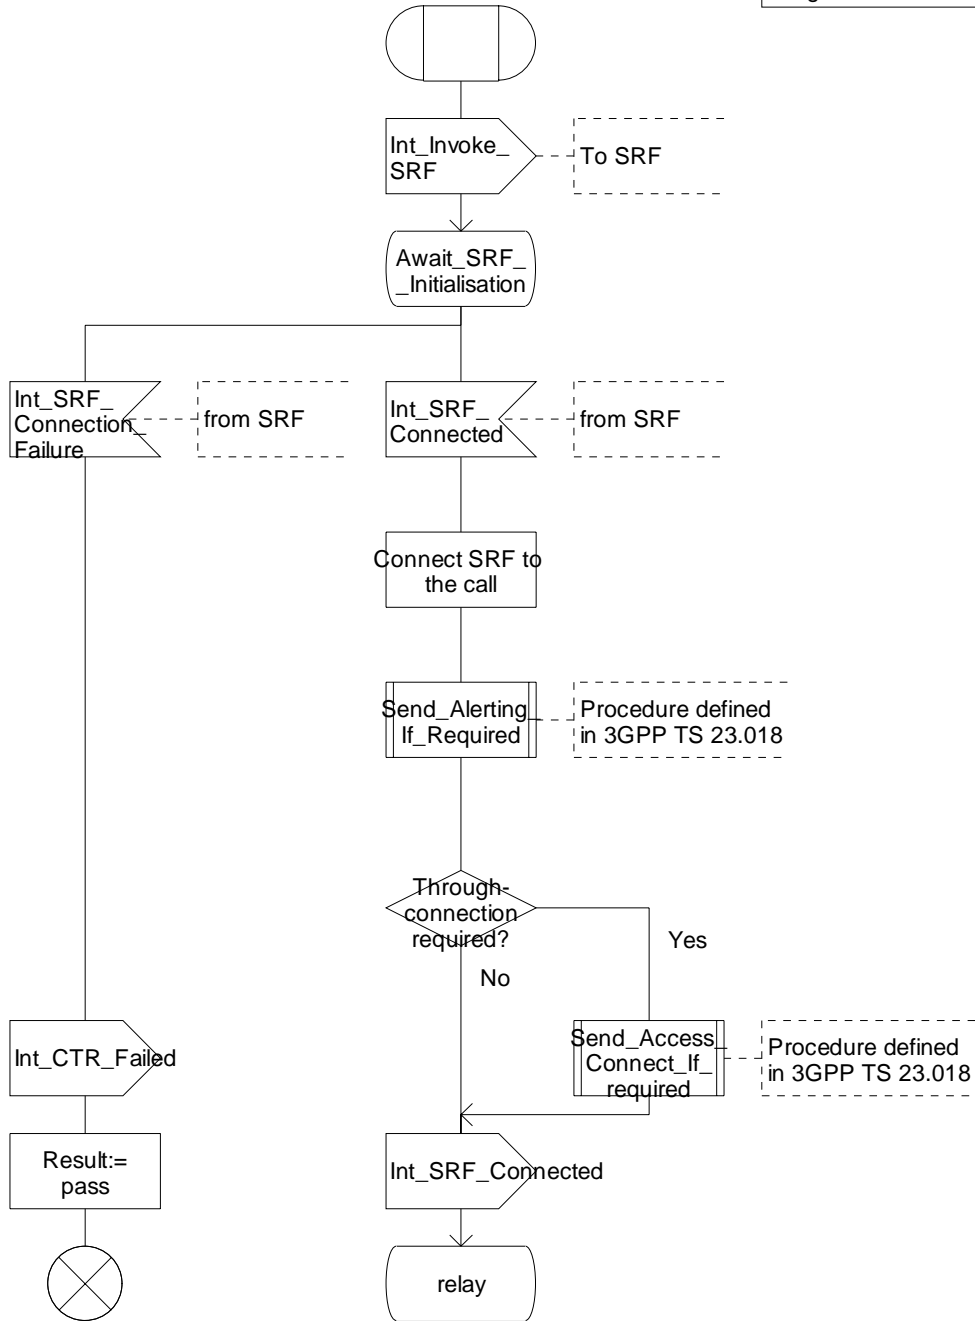 Int_Invoke_
SRF
To SRF
Await_SRF_
_Initialisation
Int_SRF_
Connection_
Failure
from SRF
Int_SRF_
Connected
from SRF
Connect SRF to
the call
Send_Alerting_
If_Required
Procedure defined
in 3GPP TS 23.018
Through-
connection
required?
Yes
No
Int_CTR_Failed
Send_Access_
Connect_If_
required
Procedure defined
in 3GPP TS 23.018
Result:=
pass
Int_SRF_Connected
relay